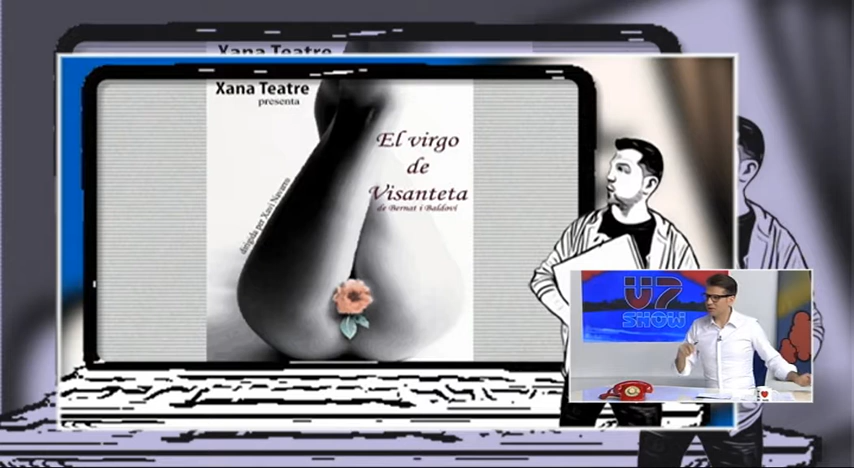 Xana Teatre
Xana Teatre
presenta
El virgo
de
Visanteta
de Bernat i Baldoví
dirigida per Xavi Navarro
U7
SHOW